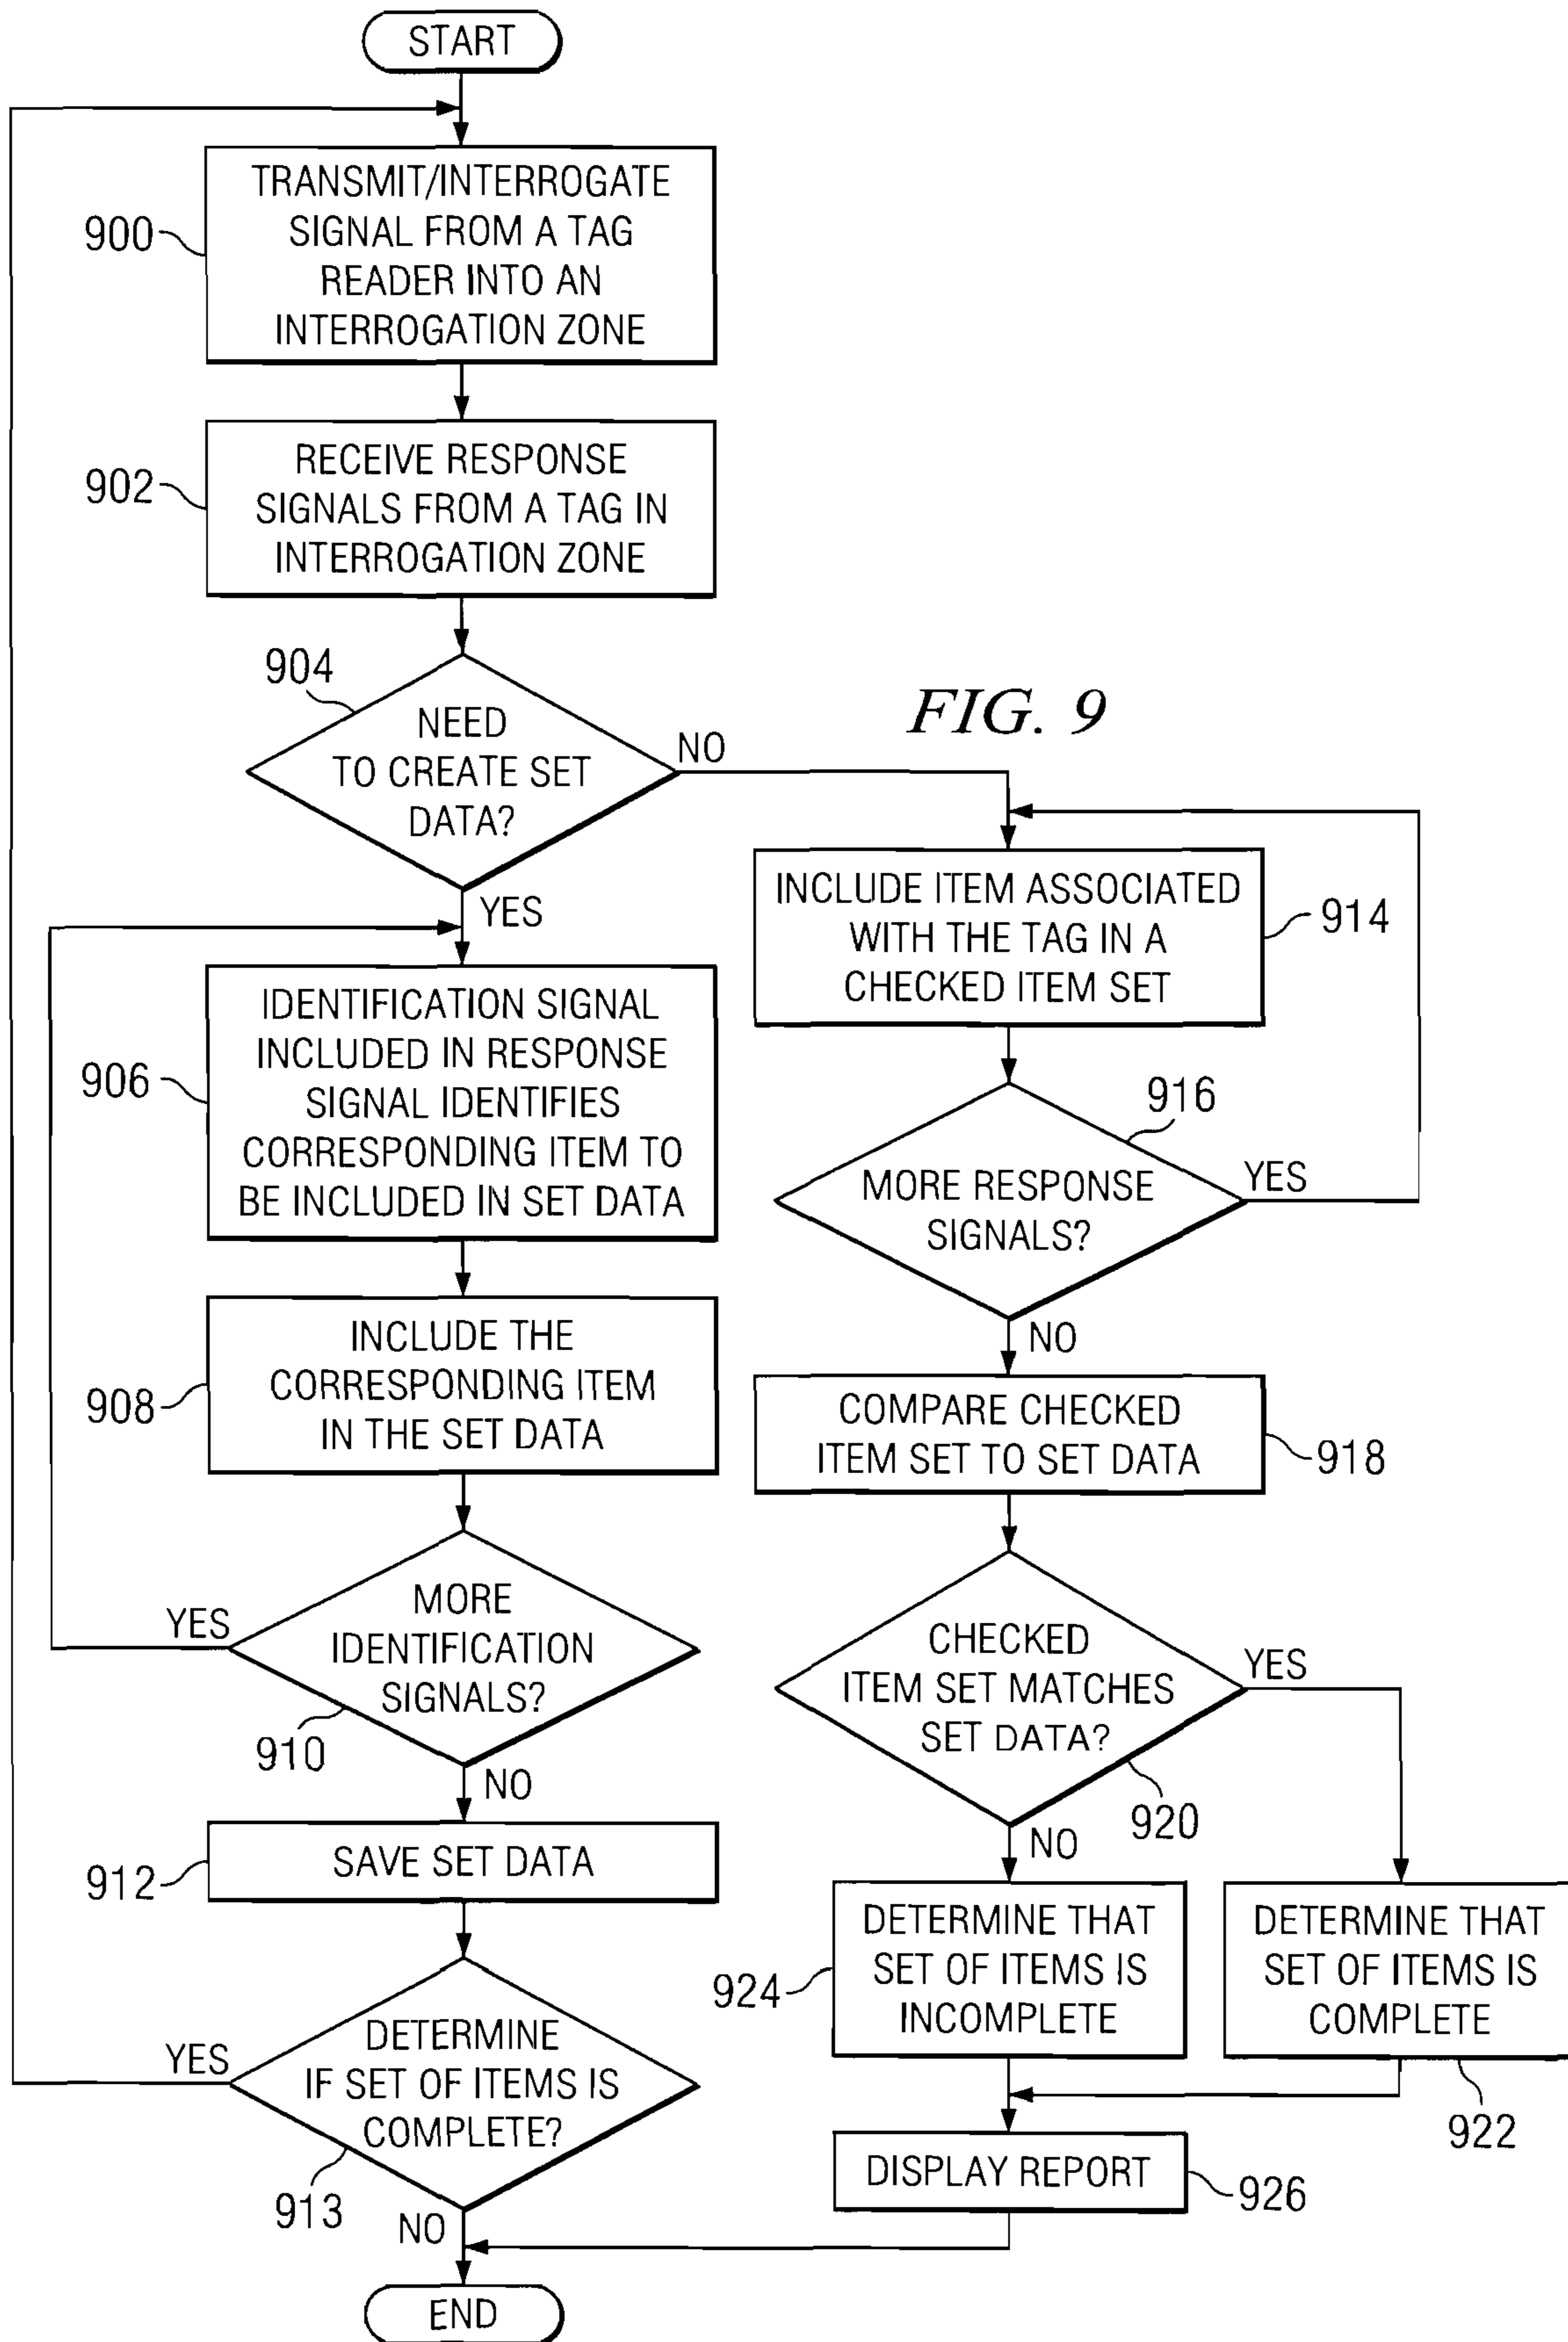 START
900
TRANSMIT/INTERROGATE
SIGNAL FROM A TAG
READER INTO AN
INTERROGATION ZONE
902
RECEIVE RESPONSE
SIGNALS FROM A TAG IN
INTERROGATION ZONE
904
NEED
TO CREATE SET
DATA?
NO
YES
FIG. 9
906
IDENTIFICATION SIGNAL
INCLUDED IN RESPONSE
SIGNAL IDENTIFIES
CORRESPONDING ITEM TO
BE INCLUDED IN SET DATA
908
INCLUDE THE
CORRESPONDING ITEM
IN THE SET DATA
YES
MORE
IDENTIFICATION
SIGNALS?
910
NO
912
SAVE SET DATA
YES
DETERMINE
IF SET OF ITEMS IS
COMPLETE?
913
NO
INCLUDE ITEM ASSOCIATED
WITH THE TAG IN A
CHECKED ITEM SET
914
916
MORE RESPONSE
SIGNALS?
YES
NO
COMPARE CHECKED
ITEM SET TO SET DATA
918
CHECKED
ITEM SET MATCHES
SET DATA?
YES
920
NO
924
DETERMINE THAT
SET OF ITEMS IS
INCOMPLETE
DETERMINE THAT
SET OF ITEMS IS
COMPLETE
922
DISPLAY REPORT
926
END